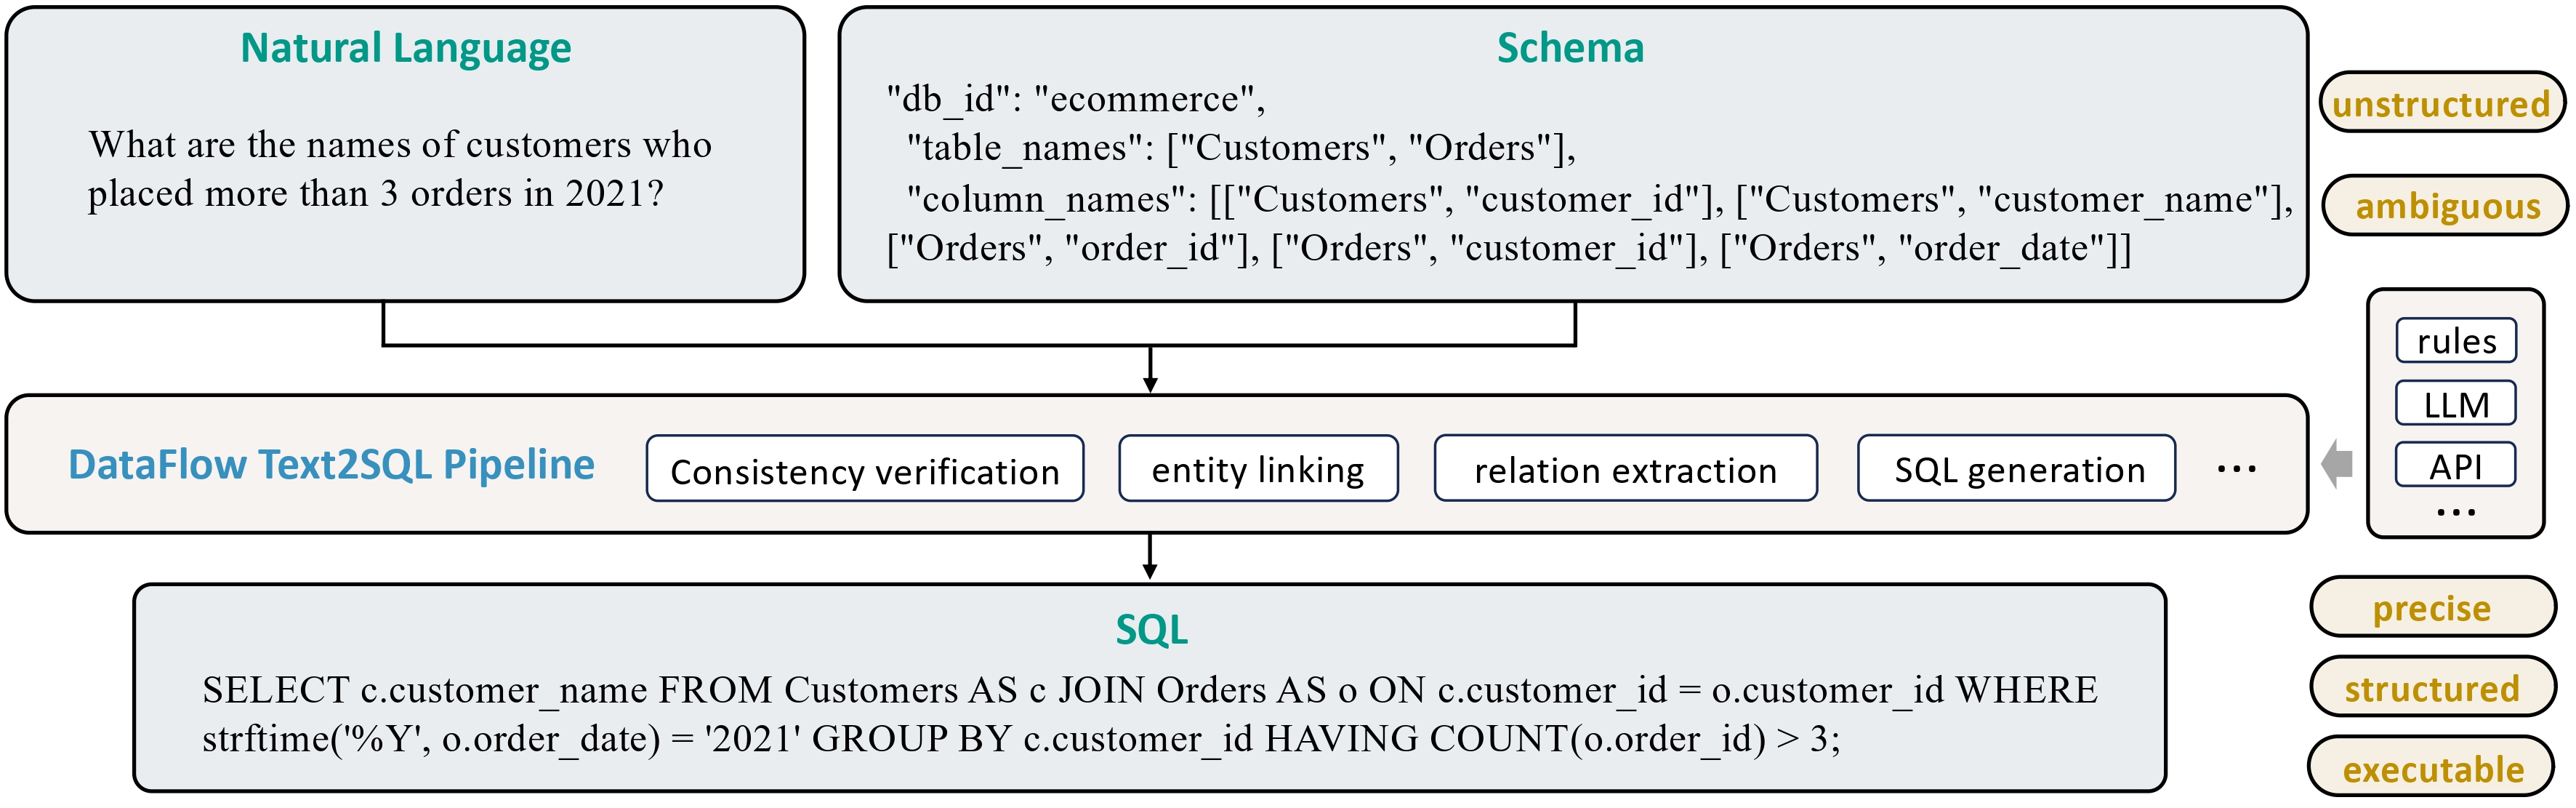 Natural Language
What are the names of customers who
placed more than 3 orders in 2021?
Schema
"db_id": "ecommerce",
"table_names": ["Customers", "Orders"],
"column_names": [["Customers", "customer_id"], ["Customers", "customer_name"],
["Orders", "order_id"], ["Orders", "customer_id"], ["Orders", "order_date"]]
unstructured
ambiguous
rules
LLM
API
...
DataFlow Text2SQL Pipeline
Consistency verification
entity linking
relation extraction
SQL generation
...
SQL
SELECT c.customer_name FROM Customers AS c JOIN Orders AS o ON c.customer_id = o.customer_id WHERE
strftime('%Y', o.order_date) = '2021' GROUP BY c.customer_id HAVING COUNT(o.order_id) > 3;
precise
structured
executable